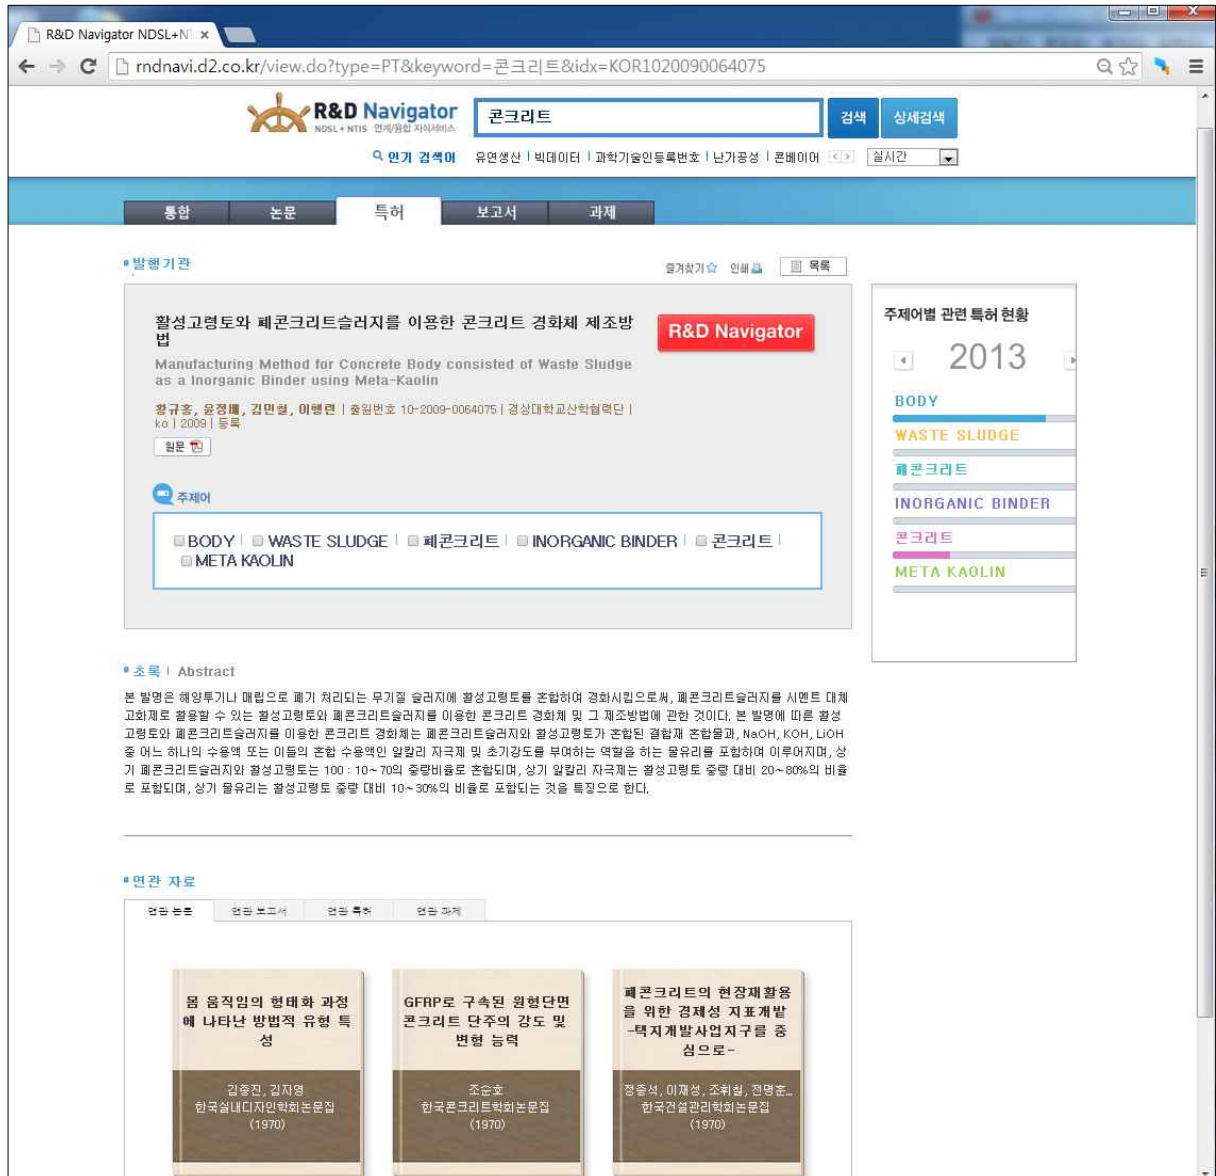 R&D Navigator NDSL+N
rndnavi.d2.co.kr/view.do?type=PT&keyword=콘크리트&idx=KOR1020090064075
R&D Navigator
NDSL + NTIS 연계/융합 지식서비스
콘크리트
검색
상세검색
인기 검색어
유연생산 | 빅데이터 | 과학기술인등록번호 | 난가공성 | 콘베이어
실시간
통합
논문
특허
보고서
과제
발행기관
즐겨찾기
인쇄
목록
활성고령토와 폐콘크리트슬러지를 이용한 콘크리트 경화체 제조방
법
R&D Navigator
Manufacturing Method for Concrete Body consisted of Waste Sludge
as a Inorganic Binder using Meta-Kaolin
황규홍, 윤정배, 김민철, 이행련 | 출원번호 10-2009-0064075 | 경상대학교산학협력단 |
ko | 2009 | 등록
원문
주제어
BODY | WASTE SLUDGE | 폐콘크리트 | INORGANIC BINDER | 콘크리트 |
META KAOLIN
주제어별 관련 특허 현황
2013
BODY
WASTE SLUDGE
폐콘크리트
INORGANIC BINDER
콘크리트
META KAOLIN
초록 | Abstract
본 발명은 해양투기나 매립으로 폐기 처리되는 무기질 슬러지에 활성고령토를 혼합하여 경화시킴으로써, 폐콘크리트슬러지를 시멘트 대체
고화제로 활용할 수 있는 활성고령토와 폐콘크리트슬러지를 이용한 콘크리트 경화체 및 그 제조방법에 관한 것이다. 본 발명에 따른 활성
고령토와 폐콘크리트슬러지를 이용한 콘크리트 경화체는 폐콘크리트슬러지와 활성고령토가 혼합된 결합재 혼합물과, NaOH, KOH, LiOH
중 어느 하나의 수용액 또는 이들의 혼합 수용액인 알칼리 자극제 및 초기강도를 부여하는 역할을 하는 물유리를 포함하여 이루어지며, 상
기 폐콘크리트슬러지와 활성고령토는 100 : 10~70의 중량비율로 혼합되며, 상기 알칼리 자극제는 활성고령토 중량 대비 20~80%의 비율
로 포함되며, 상기 물유리는 활성고령토 중량 대비 10~30%의 비율로 포함되는 것을 특징으로 한다.
연관 자료
연관 논문
연관 보고서
연관 특허
연관 과제
몸 움직임의 형태화 과정
에 나타난 방법적 유형 특
성
김종진, 김자영
한국실내디자인학회논문집
(1970)
GFRP로 구속된 원형단면
콘크리트 단주의 강도 및
변형 능력
조순호
한국콘크리트학회논문집
(1970)
폐콘크리트의 현장재활용
을 위한 경제성 지표개발
-택지개발사업지구를 중
심으로-
정종석, 이재성, 조휘철, 전명훈...
한국건설관리학회논문집
(1970)